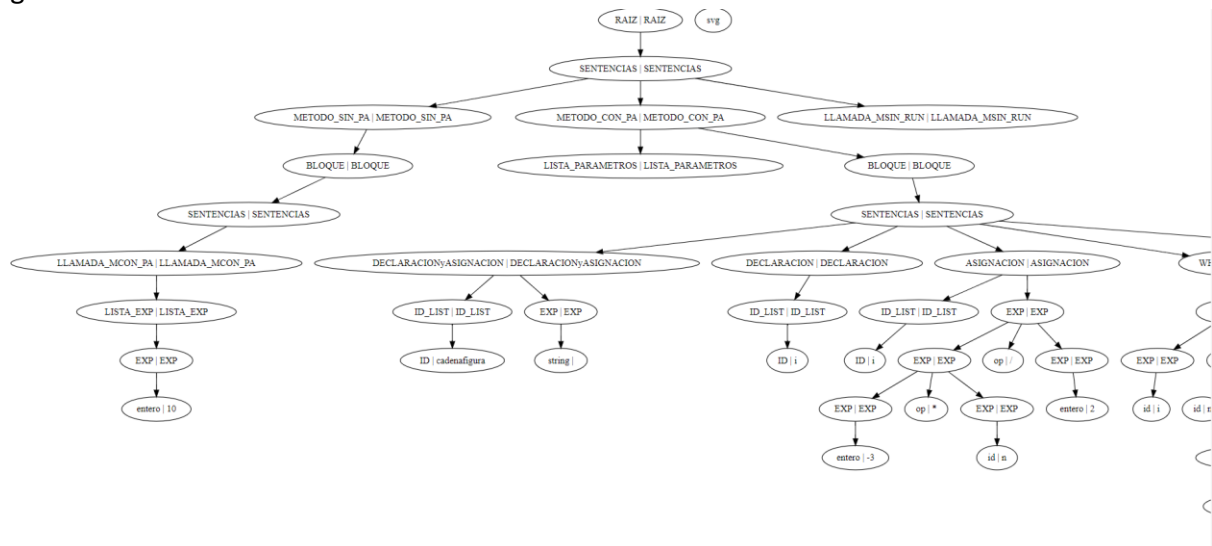 g
RAIZ | RAIZ svg
SENTENCIAS | SENTENCIAS
METODO_SIN_PA | METODO_SIN_PA METODO_CON_PA | METODO_CON_PA LLAMADA_MSIN_RUN | LLAMADA_MSIN_RUN
BLOQUE | BLOQUE LISTA_PARAMETROS | LISTA_PARAMETROS BLOQUE | BLOQUE
SENTENCIAS | SENTENCIAS SENTENCIAS | SENTENCIAS
LLAMADA_MCON_PA | LLAMADA_MCON_PA DECLARACIONyASIGNACION | DECLARACIONyASIGNACION DECLARACION | DECLARACION ASIGNACION | ASIGNACION WH
LISTA_EXP | LISTA_EXP ID_LIST | ID_LIST EXP | EXP ID_LIST | ID_LIST ID_LIST | ID_LIST EXP | EXP
EXP | EXP ID | cadenafigura string | ID | i ID | i EXP | EXP op | / EXP | EXP EXP | EXP
entero | 10 EXP | EXP op | * EXP | EXP entero | 2 id | i id | n
entero | -3 id | n